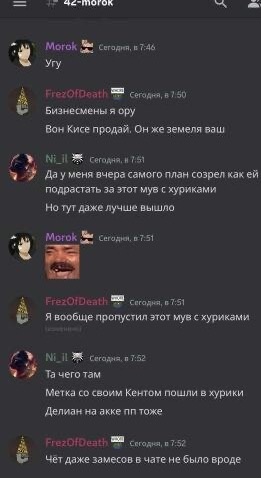 42-morok
Morok Сегодня, в 7:46
Угу
FrezOfDeath Сегодня, в 7:50
Бизнесмены я ору
Вон Кисе продай. Он же земеля ваш
Ni_il Сегодня, в 7:51
Да у меня вчера самого план созрел как ей
подрастать за этот мув с хуриками
Но тут даже лучше вышло
Morok Сегодня, в 7:51
FrezOfDeath Сегодня, в 7:51
Я вообще пропустил этот мув с хуриками
(изменено)
Ni_il Сегодня, в 7:52
Та чего там
Метка со своим Кентом пошли в хурики
Делиан на акке пп тоже
FrezOfDeath Сегодня, в 7:52
Чёт даже замесов в чате не было вроде